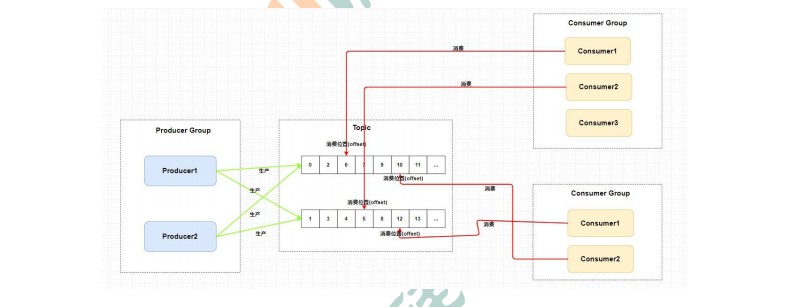 Consumer Group
Consumer1
消费
Consumer2
消费
Consumer3
Producer Group
Topic
消费位置(offset)
Producer1
生产
0 2 6 7 9 10 11 ...
消费位置(offset)
生产
消费
Consumer Group
消费位置(offset)
生产
1 3 4 5 8 12 13 ...
消费
Consumer1
Producer2
生产
消费位置(offset)
Consumer2